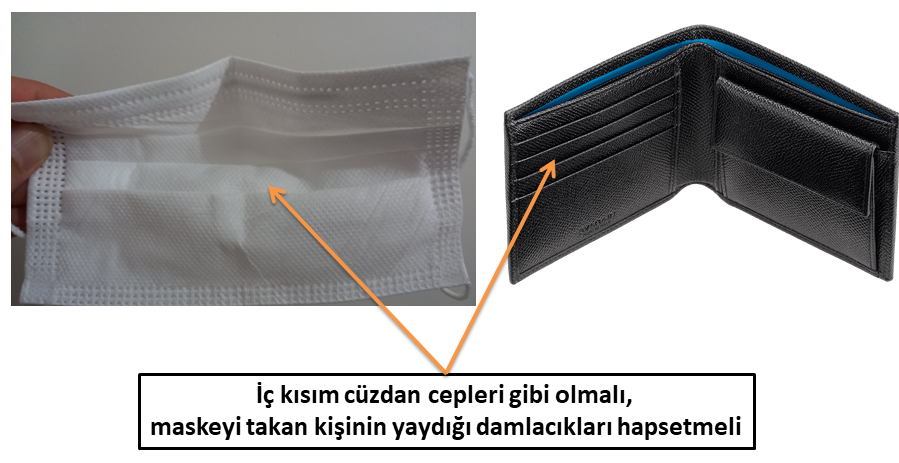 İç kısım cüzdan cepleri gibi olmalı,
maskeyi takan kişinin yaydığı damlacıkları hapsetmeli